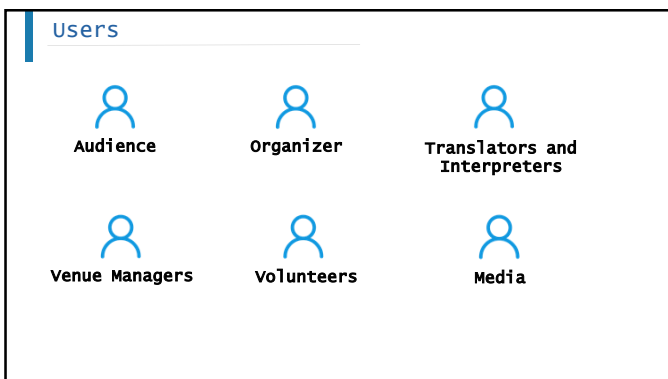 Users
Audience
Organizer
Translators and
Interpreters
Venue Managers
Volunteers
Media